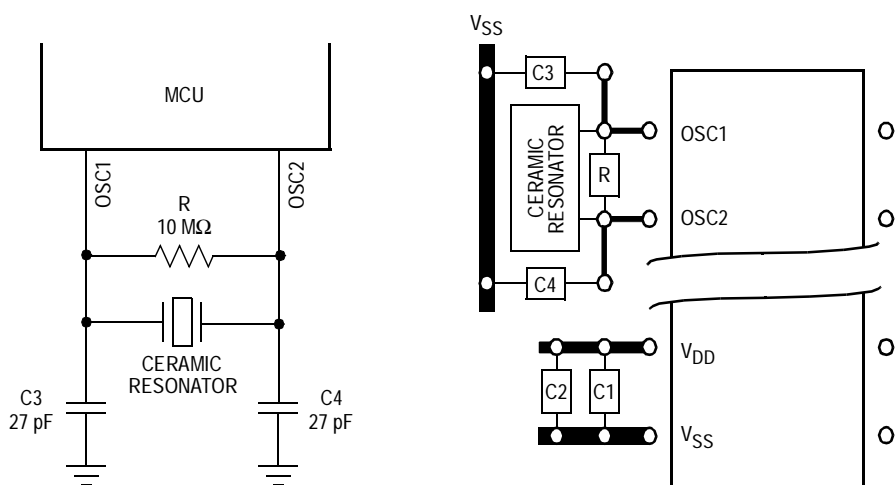 MCU
OSC1
OSC2
R
10 MΩ
CERAMIC
RESONATOR
C3
27 pF
C4
27 pF
VSS
C3
CERAMIC
RESONATOR
R
C4
OSC1
OSC2
C2
C1
VDD
VSS